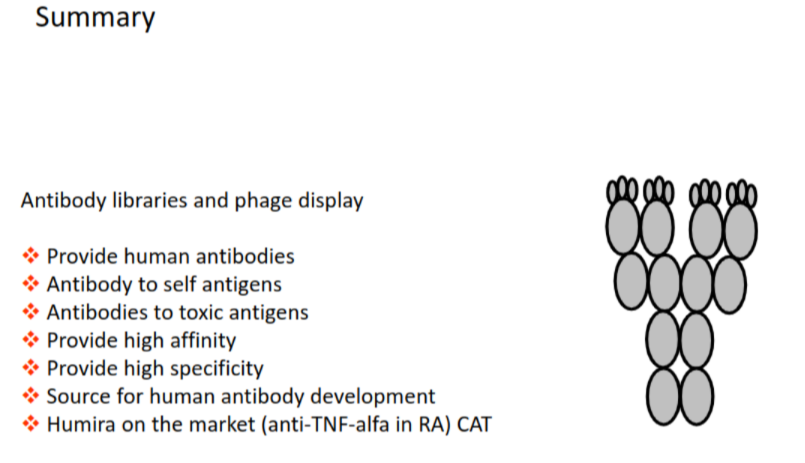 Summary
Antibody libraries and phage display
❖ Provide human antibodies
❖ Antibody to self antigens
❖ Antibodies to toxic antigens
❖ Provide high affinity
❖ Provide high specificity
❖ Source for human antibody development
❖ Humira on the market (anti-TNF-alfa in RA) CAT